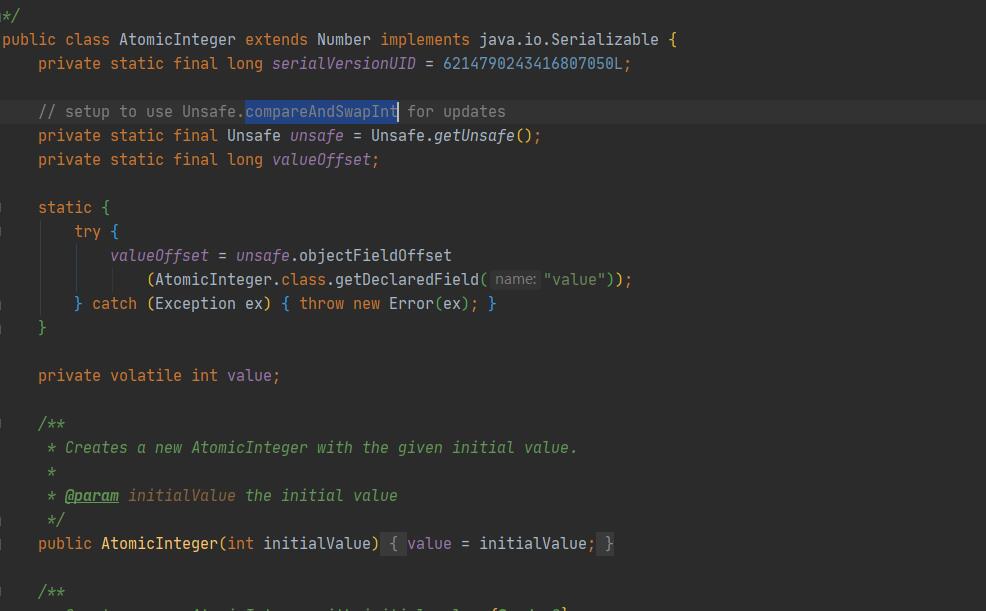 */
public class AtomicInteger extends Number implements java.io.Serializable {
private static final long serialVersionUID = 6214790243416807050L;
// setup to use Unsafe.compareAndSwapInt for updates
private static final Unsafe unsafe = Unsafe.getUnsafe();
private static final long valueOffset;
static {
try {
valueOffset = unsafe.objectFieldOffset
(AtomicInteger.class.getDeclaredField( name: "value"));
} catch (Exception ex) { throw new Error(ex); }
}
private volatile int value;
/**
* Creates a new AtomicInteger with the given initial value.
*
* @param initialValue the initial value
*/
public AtomicInteger(int initialValue) { value = initialValue; }
/**